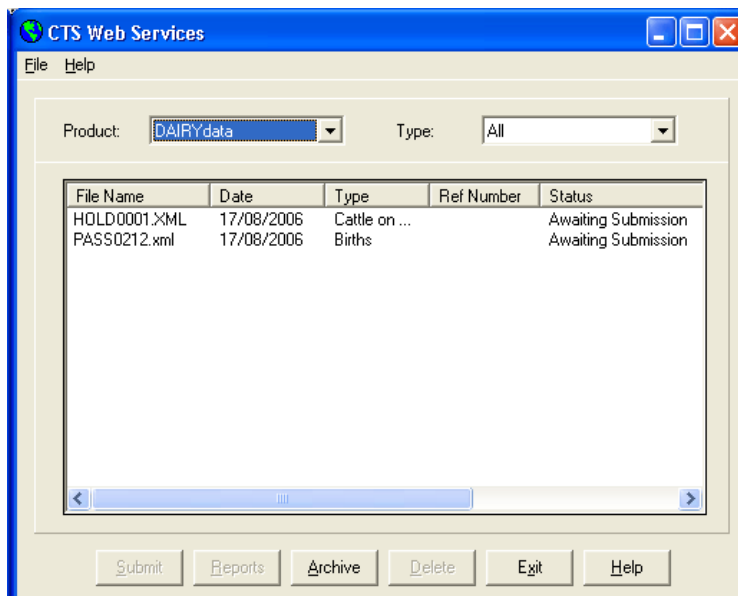 CTS Web Services
File Help
Product: DAIRYdata Type: All
File Name Date Type Ref Number Status
HOLD0001.XML 17/08/2006 Cattle on ... Awaiting Submission
PASS0212.xml 17/08/2006 Births Awaiting Submission
Submit Reports Archive Delete Exit Help